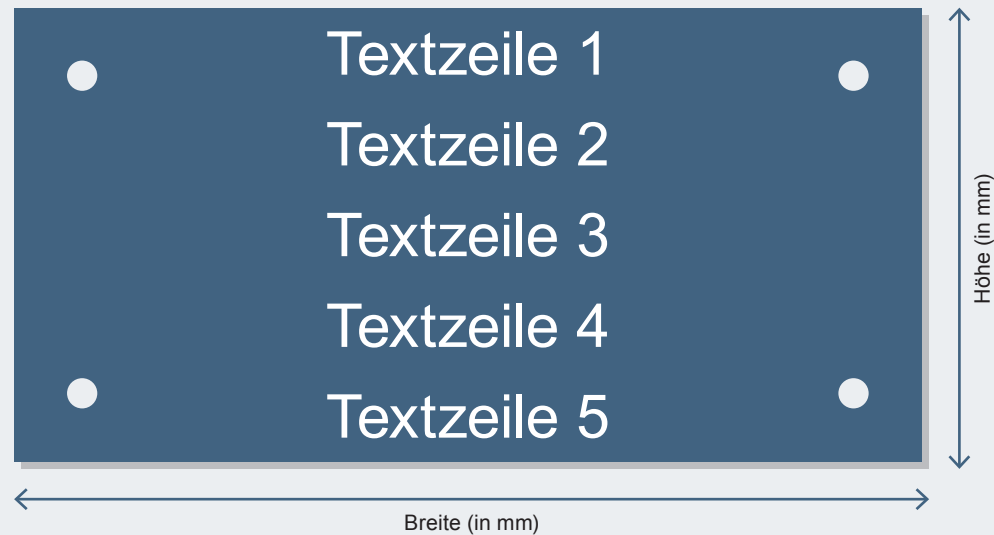 Textzeile 1
Textzeile 2
Textzeile 3
Textzeile 4
Textzeile 5
Höhe (in mm)
Breite (in mm)